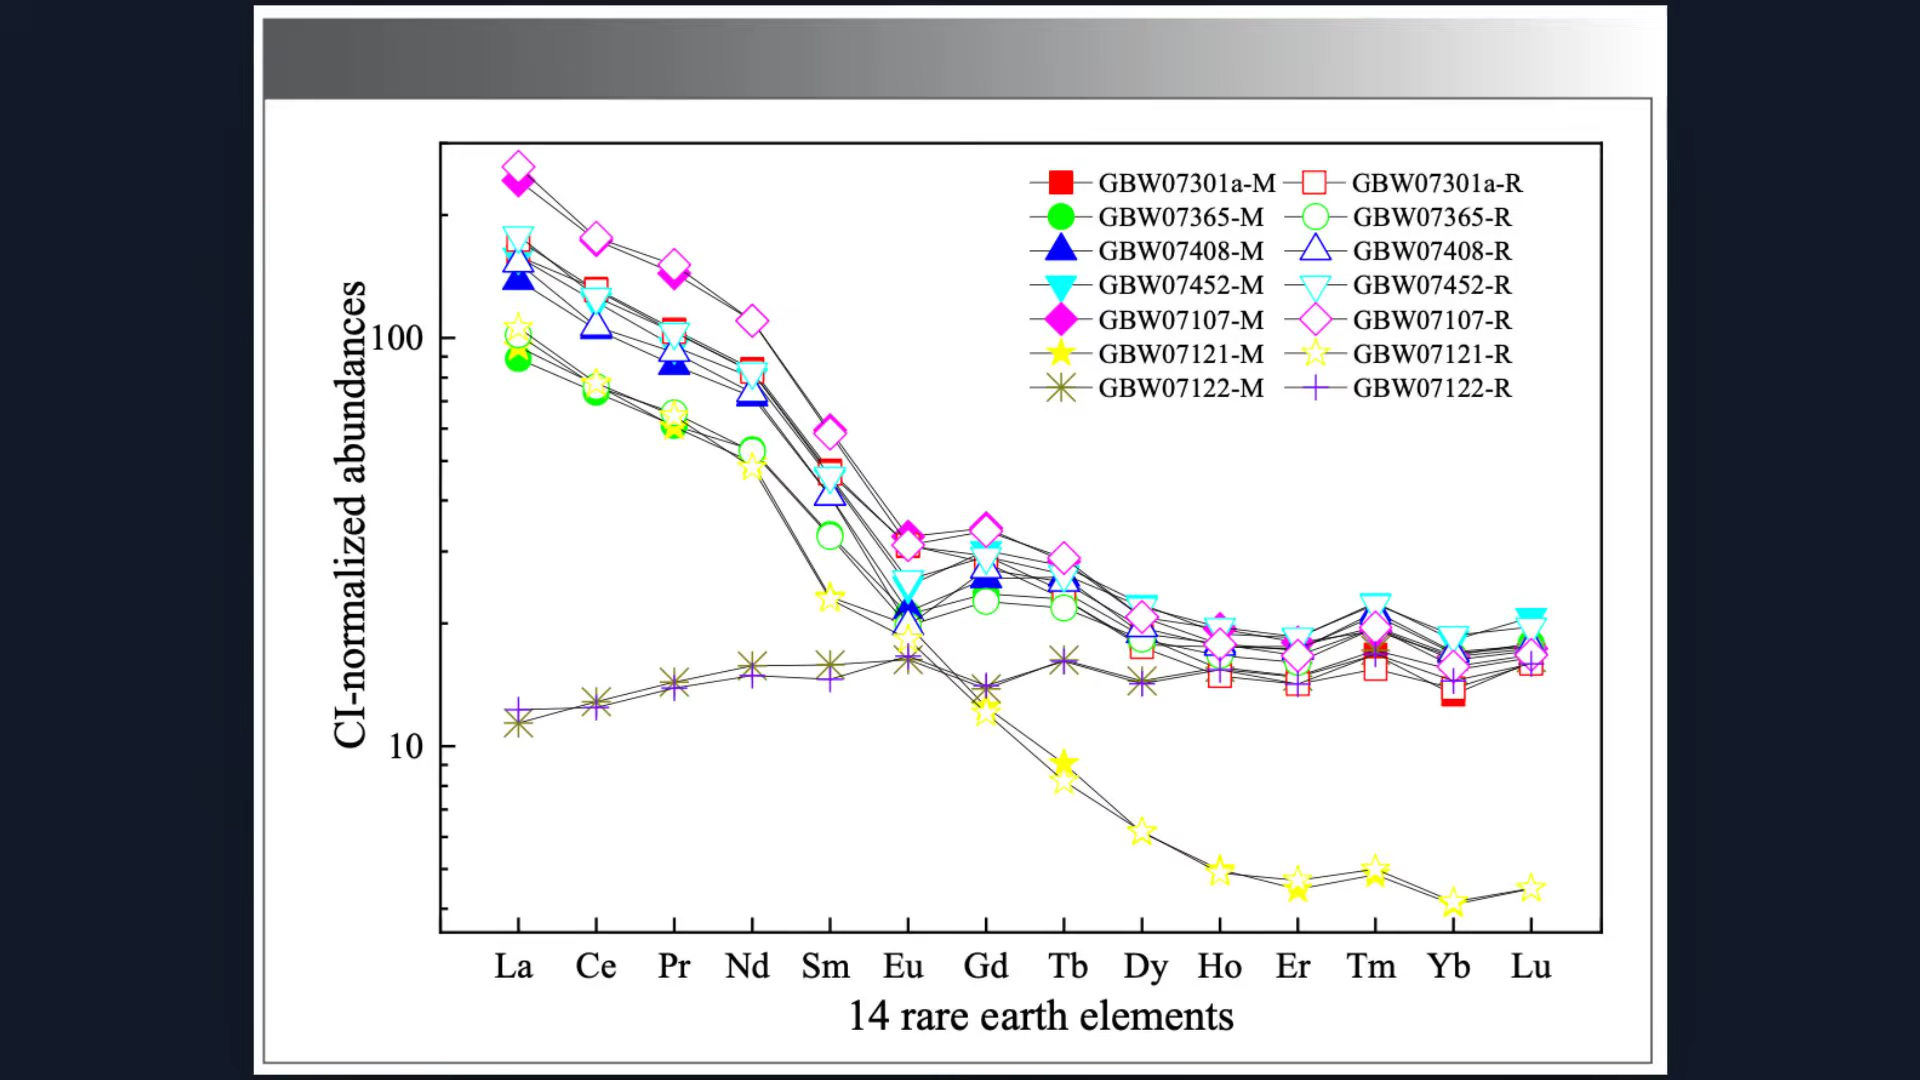 GBW07301a-M GBW07301a-R
GBW07365-M GBW07365-R
GBW07408-M GBW07408-R
GBW07452-M GBW07452-R
GBW07107-M GBW07107-R
GBW07121-M GBW07121-R
GBW07122-M GBW07122-R
CI-normalized abundances
100
10
La Ce Pr Nd Sm Eu Gd Tb Dy Ho Er Tm Yb Lu
14 rare earth elements